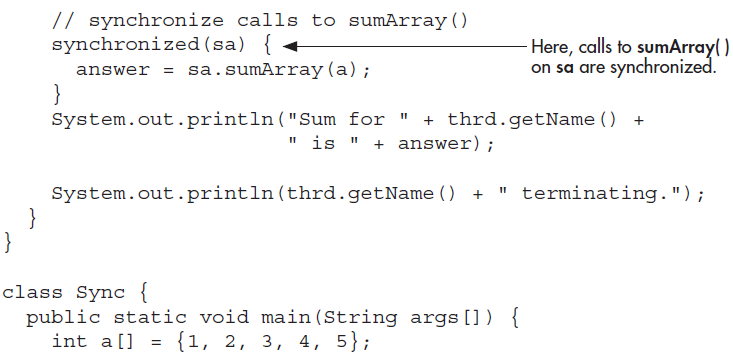 // synchronize calls to sumArray()
synchronized(sa) {
Here, calls to sumArray( )
on sa are synchronized.
answer = sa.sumArray(a);
}
System.out.println("Sum for " + thrd.getName() +
" is " + answer);
System.out.println(thrd.getName() + " terminating.");
}
}
class Sync {
public static void main(String args[]) {
int a[] = {1, 2, 3, 4, 5};